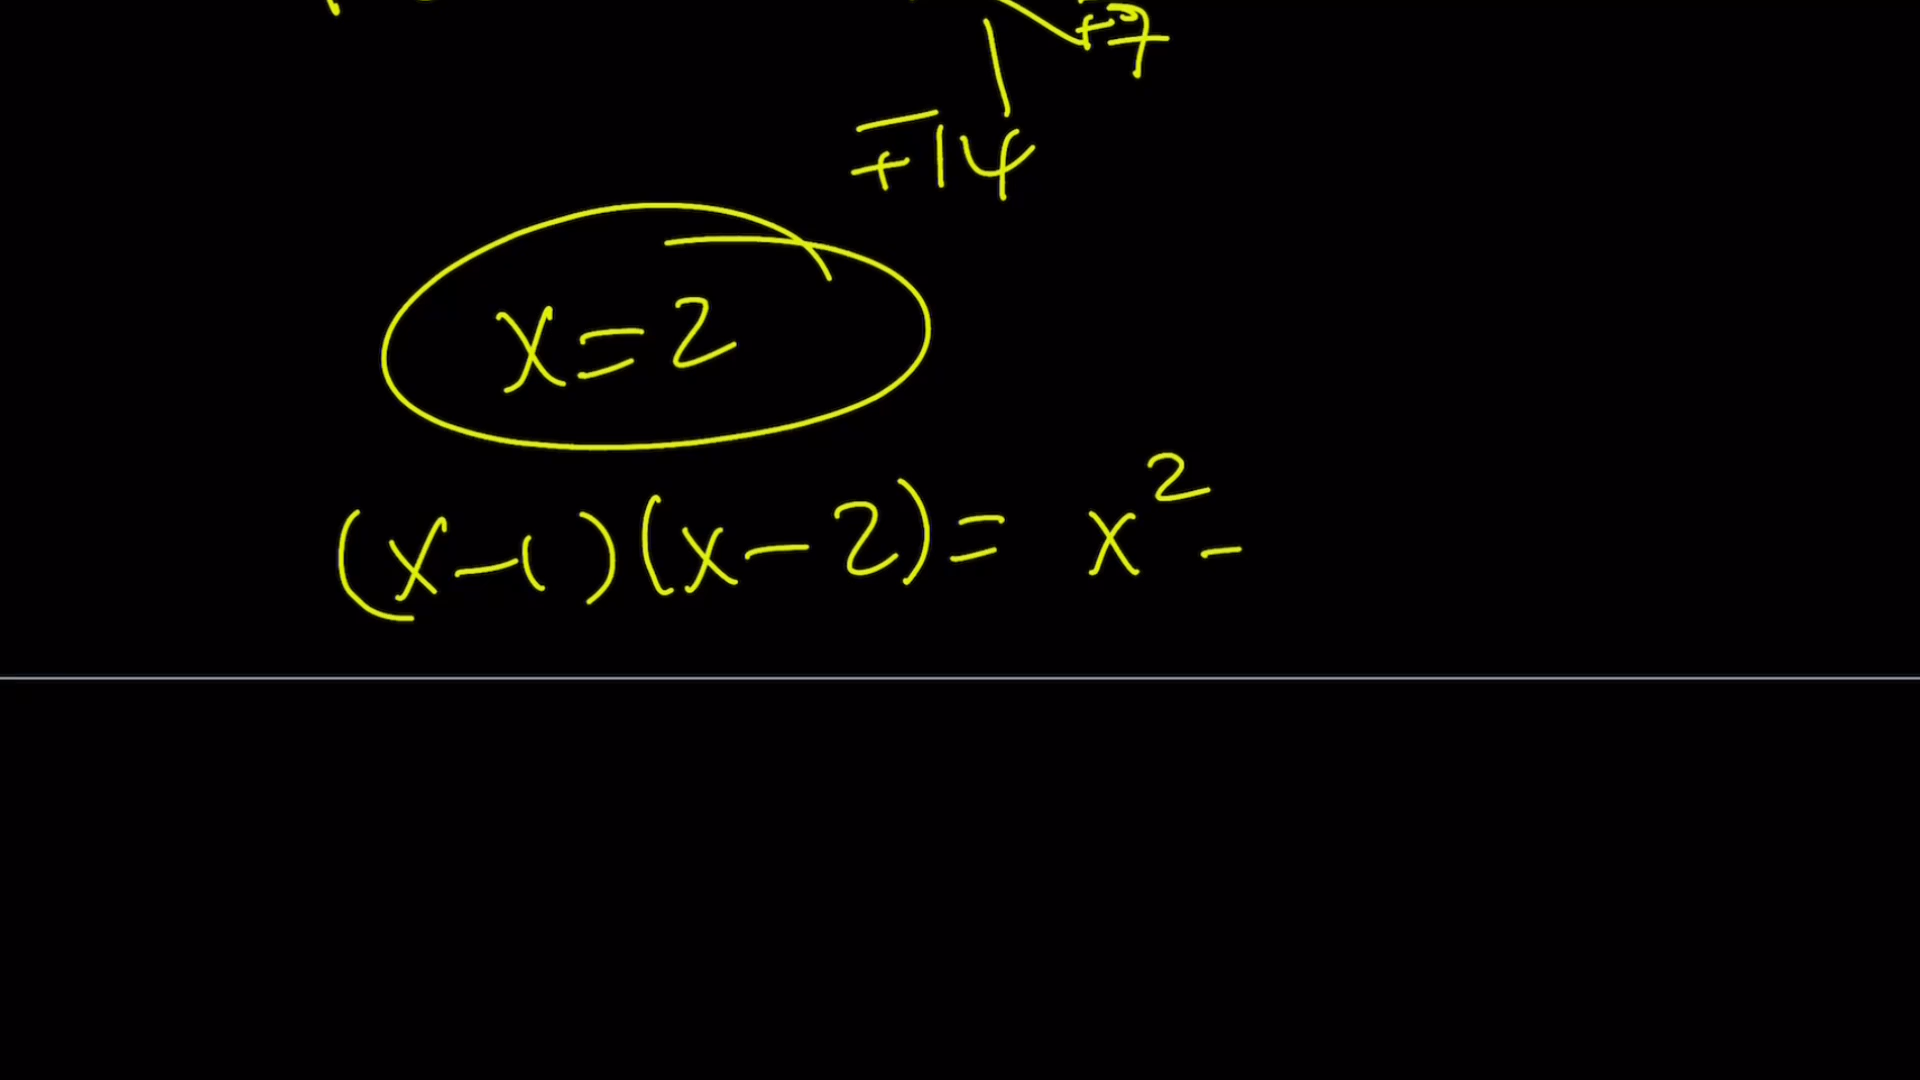 ∓7
∓14
x=2
(x-1)(x-2)= x² -